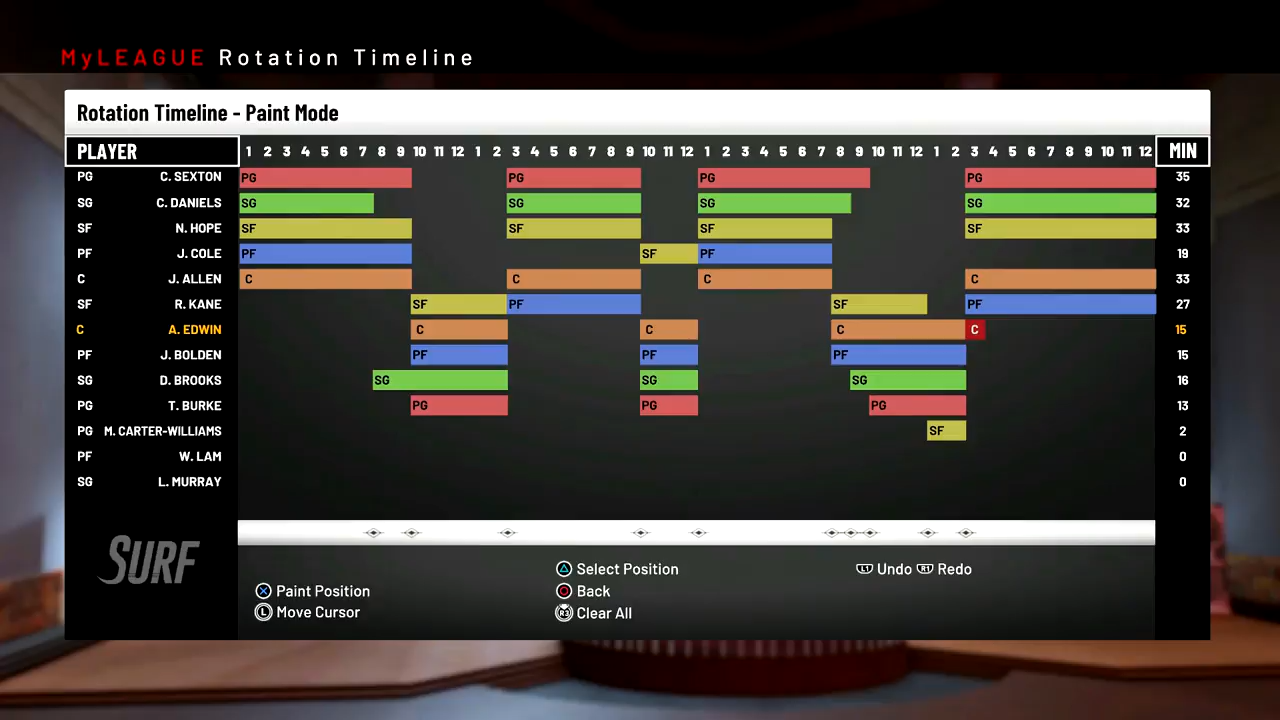 MyLEAGUE Rotation Timeline
Rotation Timeline - Paint Mode
PLAYER 1 2 3 4 5 6 7 8 9 10 11 12 1 2 3 4 5 6 7 8 9 10 11 12 1 2 3 4 5 6 7 8 9 10 11 12 1 2 3 4 5 6 7 8 9 10 11 12 MIN
PG C. SEXTON PG PG PG PG 35
SG C. DANIELS SG SG SG SG 32
SF N. HOPE SF SF SF SF 33
PF J. COLE PF SF PF 19
C J. ALLEN C C C C 33
SF R. KANE SF PF SF PF 27
C A. EDWIN C C C C 15
PF J. BOLDEN PF PF PF 15
SG D. BROOKS SG SG SG 16
PG T. BURKE PG PG PG 13
PG M. CARTER-WILLIAMS SF 2
PF W. LAM 0
SG L. MURRAY 0
SURF
Select Position L1 Undo R1 Redo
Paint Position Back
L Move Cursor R3 Clear All